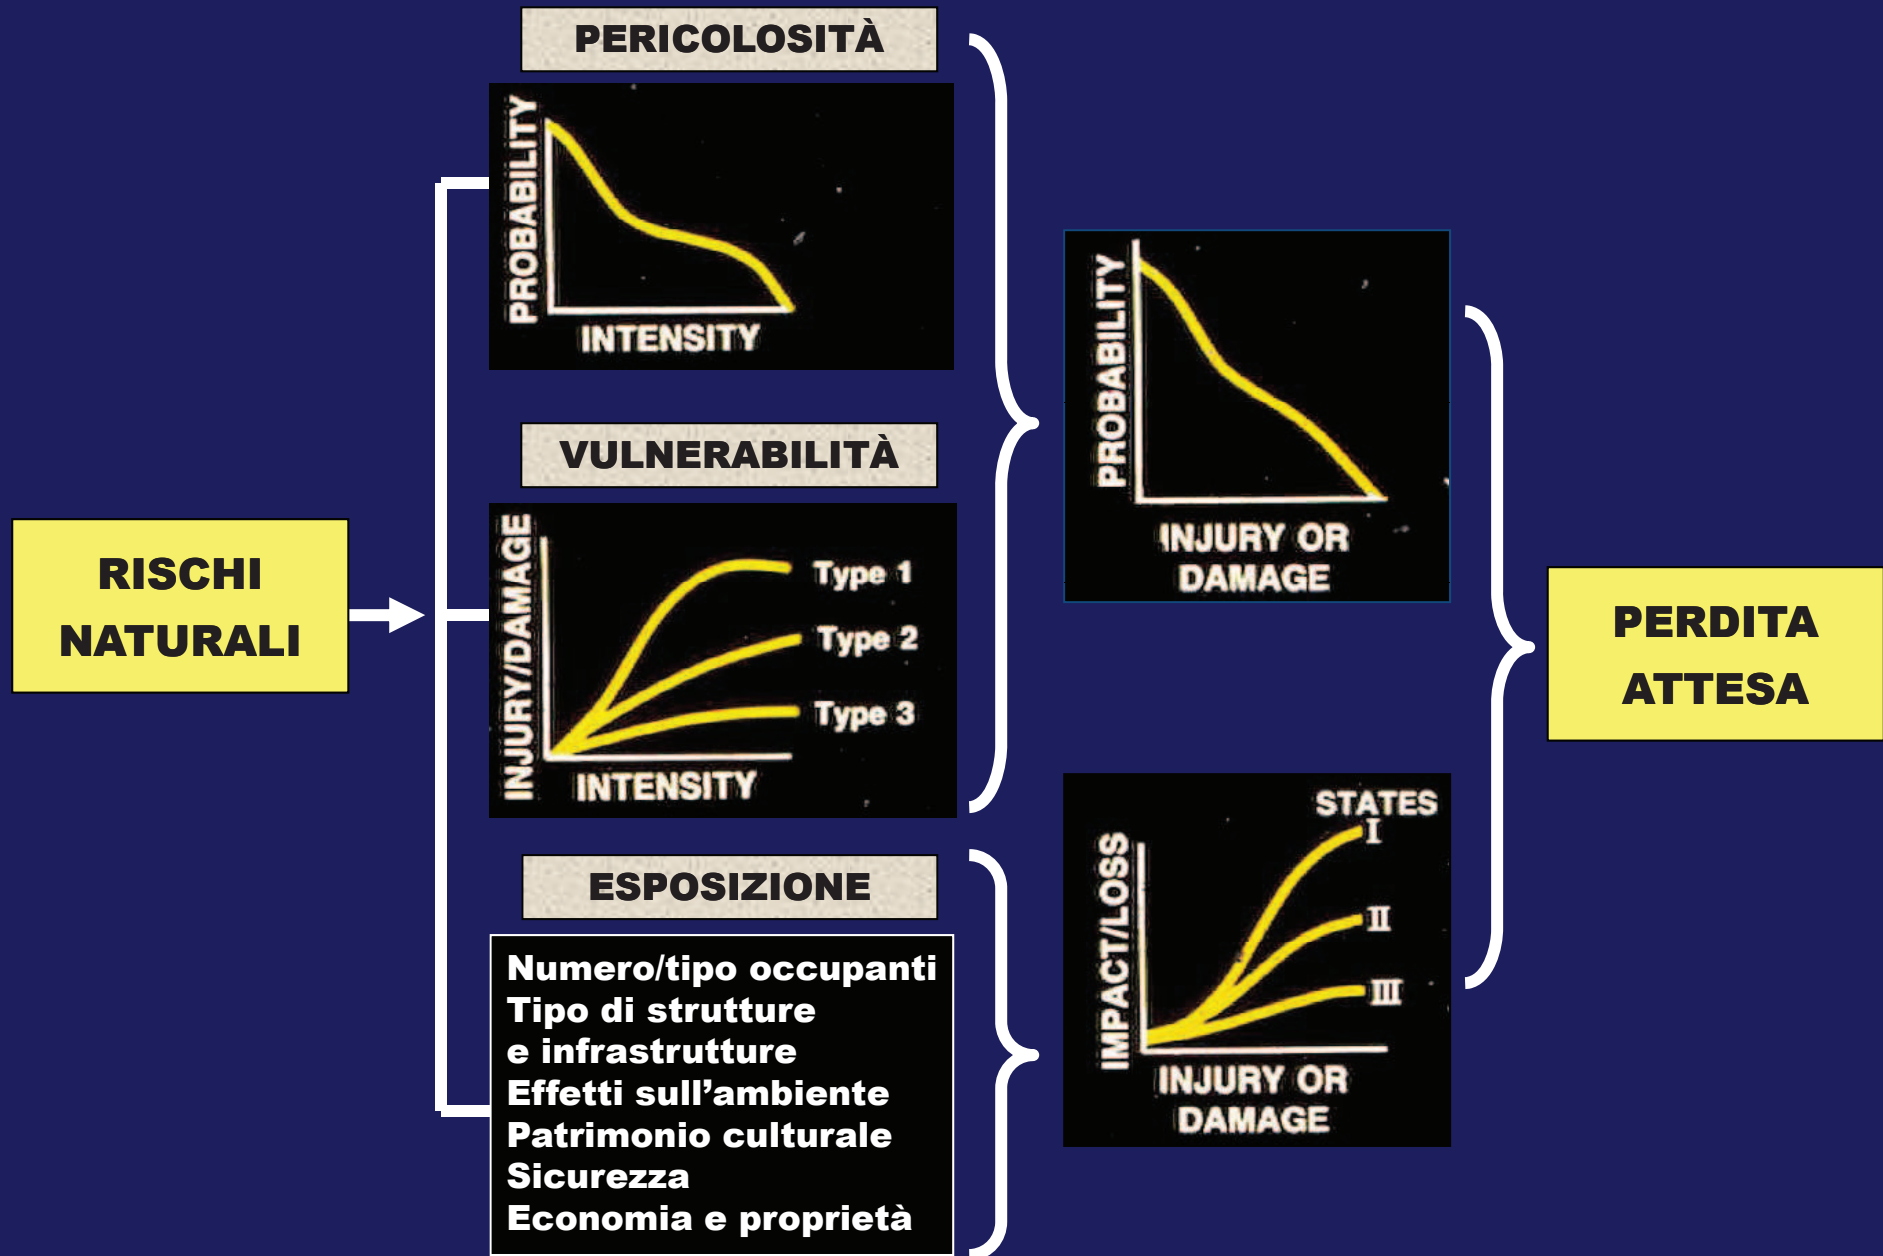 RISCHI
NATURALI
PERICOLOSITÀ
PROBABILITY
INTENSITY
VULNERABILITÀ
INJURY/DAMAGE
Type 1
Type 2
Type 3
INTENSITY
ESPOSIZIONE
Numero/tipo occupanti
Tipo di strutture
e infrastrutture
Effetti sull’ambiente
Patrimonio culturale
Sicurezza
Economia e proprietà
PROBABILITY
INJURY OR
DAMAGE
STATES
I
II
III
IMPACT/LOSS
INJURY OR
DAMAGE
PERDITA
ATTESA